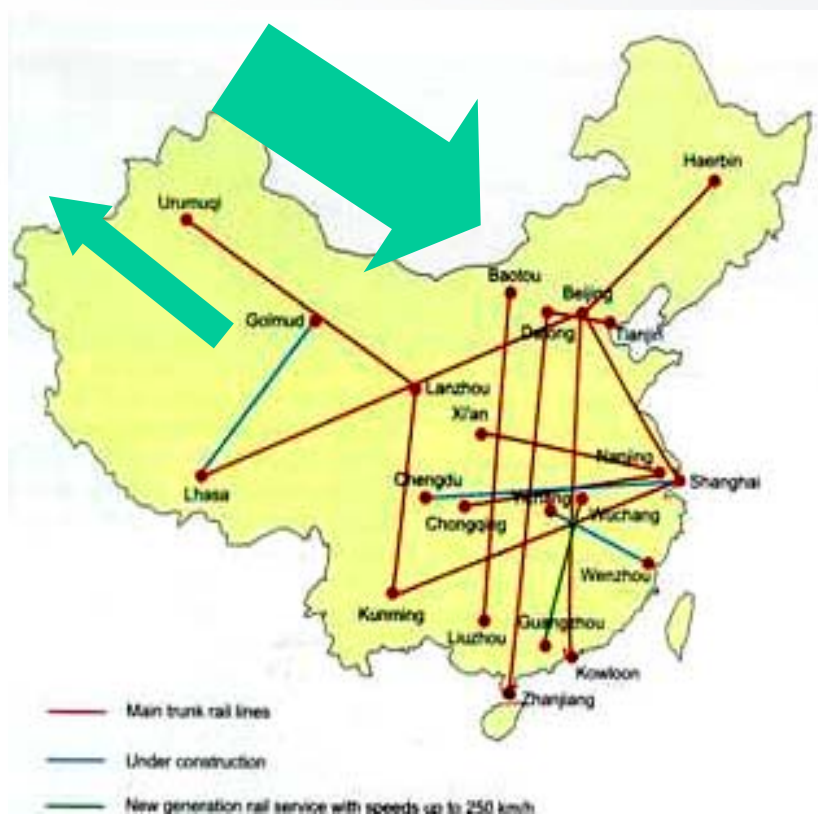 Haerbin
Urumuqi
Baotou
Beijing
Golmud
Datong
Tianjin
Lanzhou
Xi'an
Nanjing
Chengdu
Shanghai
Lhasa
Chongqing
Wuchang
Wenzhou
Kunming
Guangzhou
Liuzhou
Kowloon
Zhanjiang
Main trunk rail lines
Under construction
New generation rail service with speeds up to 250 km/h